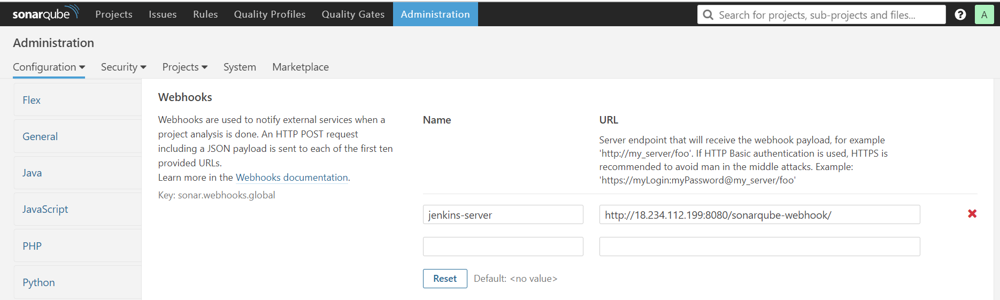 sonarqube Projects Issues Rules Quality Profiles Quality Gates Administration Search for projects, sub-projects and files... ? A
Administration
Configuration Security Projects System Marketplace
Flex
General
Java
JavaScript
PHP
Python
Webhooks
Webhooks are used to notify external services when a
project analysis is done. An HTTP POST request
including a JSON payload is sent to each of the first ten
provided URLs.
Learn more in the Webhooks documentation.
Key: sonar.webhooks.global
Name URL
Server endpoint that will receive the webhook payload, for example
'http://my_server/foo'. If HTTP Basic authentication is used, HTTPS is
recommended to avoid man in the middle attacks. Example:
'https://myLogin:myPassword@my_server/foo'
jenkins-server http://18.234.112.199:8080/sonarqube-webhook/
Reset Default: <no value>